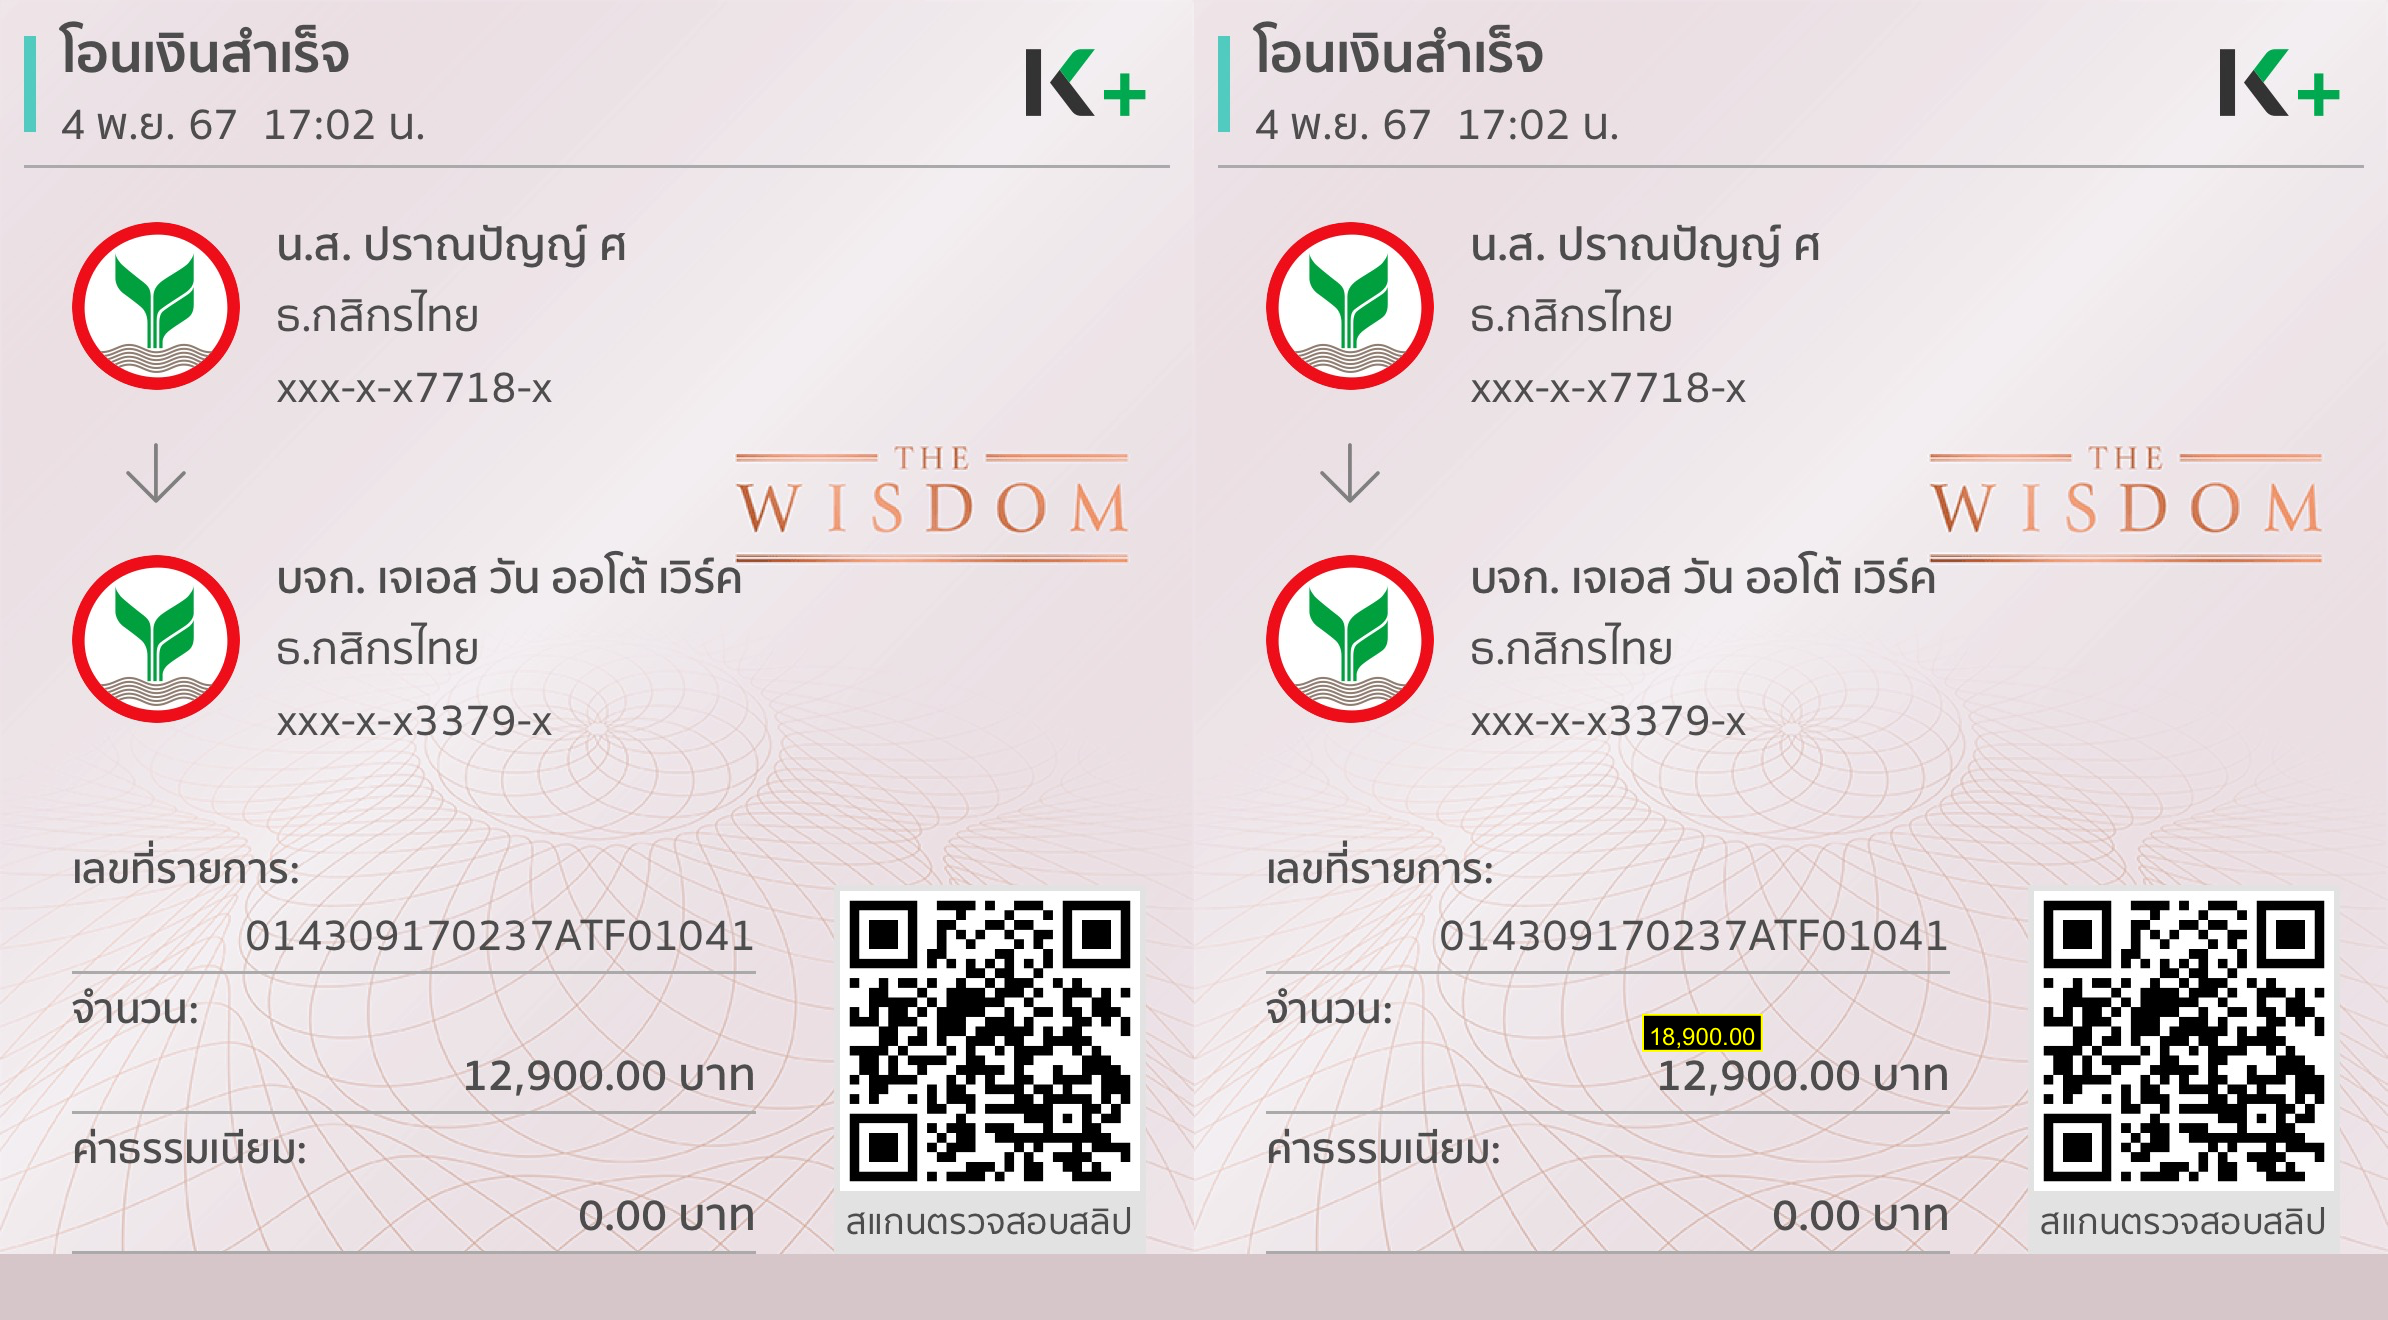 โอนเงินสำเร็จ
4 พ.ย. 67 17:02 น.
K+
น.ส. ปราณปัญญ์ ศ
ธ.กสิกรไทย
xxx-x-x7718-x
THE
WISDOM
บจก. เจเอส วัน ออโต้ เวิร์ค
ธ.กสิกรไทย
xxx-x-x3379-x
เลขที่รายการ:
014309170237ATF01041
จำนวน:
12,900.00 บาท
ค่าธรรมเนียม:
0.00 บาท
สแกนตรวจสอบสลิป
โอนเงินสำเร็จ
4 พ.ย. 67 17:02 น.
K+
น.ส. ปราณปัญญ์ ศ
ธ.กสิกรไทย
xxx-x-x7718-x
THE
WISDOM
บจก. เจเอส วัน ออโต้ เวิร์ค
ธ.กสิกรไทย
xxx-x-x3379-x
เลขที่รายการ:
014309170237ATF01041
จำนวน:
18,900.00
12,900.00 บาท
ค่าธรรมเนียม:
0.00 บาท
สแกนตรวจสอบสลิป